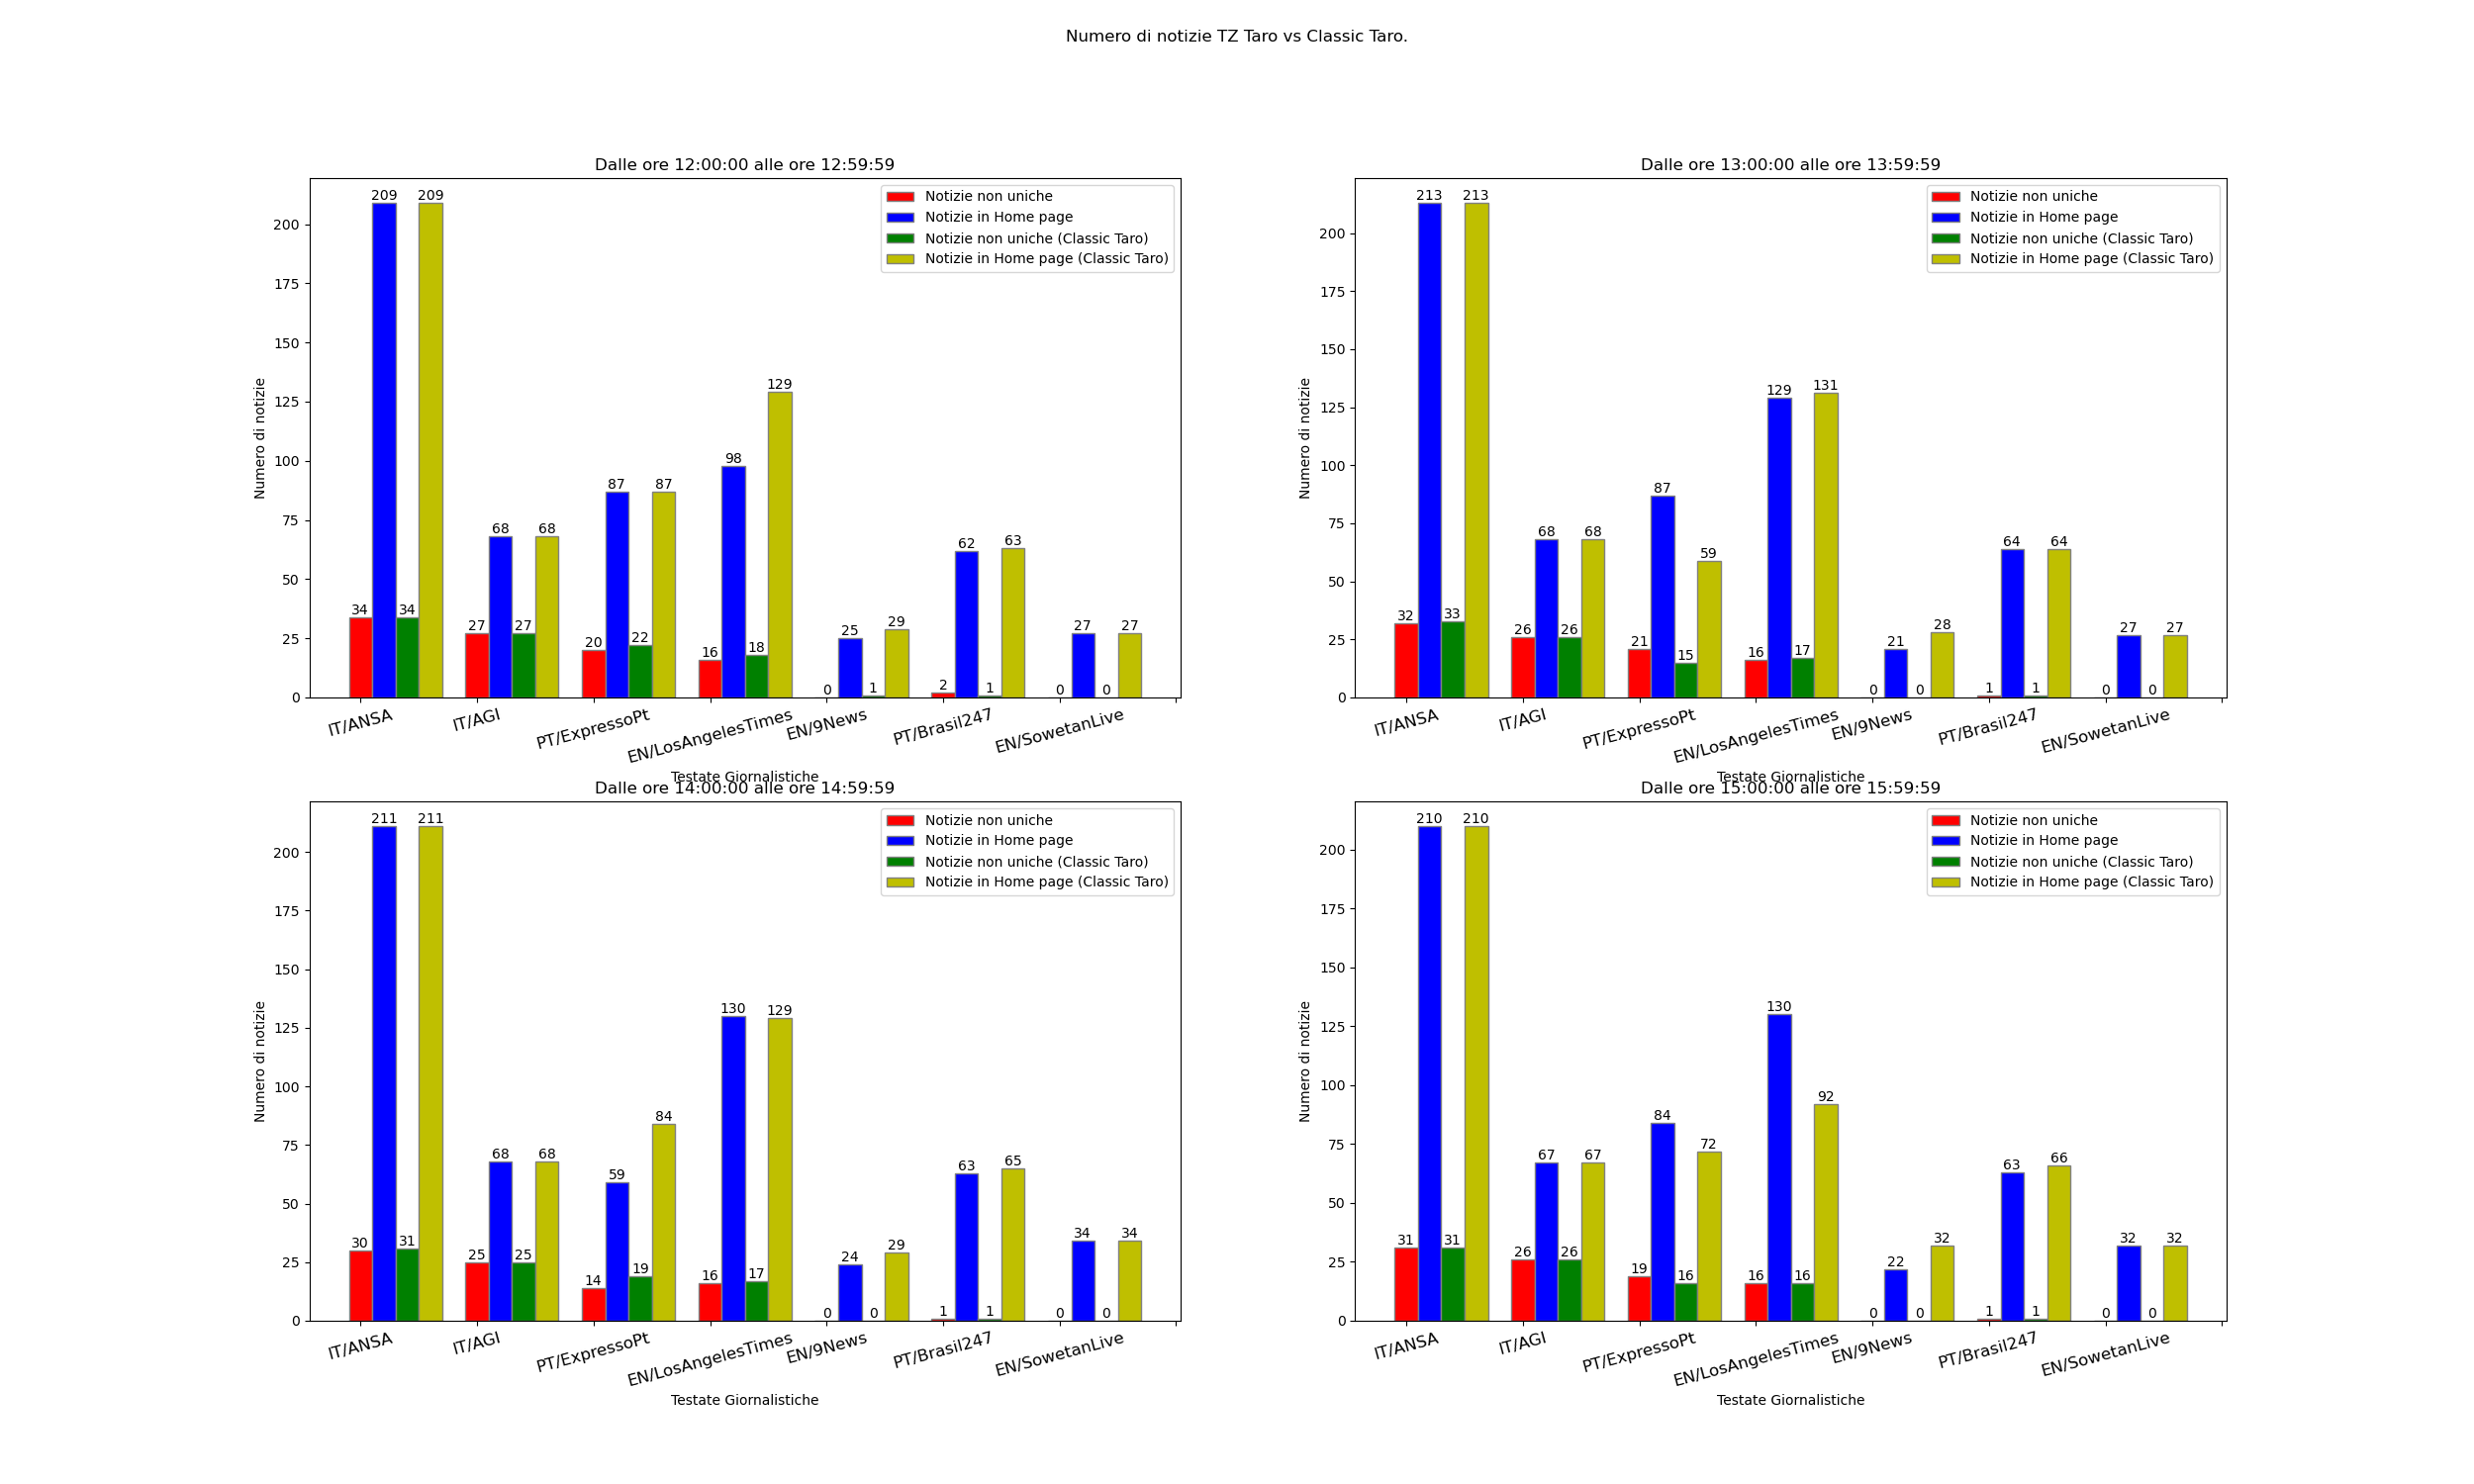 Numero di notizie TZ Taro vs Classic Taro.
Dalle ore 12:00:00 alle ore 12:59:59
Numero di notizie
200
175
150
125
100
75
50
25
0
209 209
129
98
87 87
68 68
62 63
34 34
27 27
20 22
16 18
25 29
27 27
0 1
2 1
0 0
Notizie non uniche
Notizie in Home page
Notizie non uniche (Classic Taro)
Notizie in Home page (Classic Taro)
IT/ANSA IT/AGI PT/ExpressoPt EN/LosAngelesTimes EN/9News PT/Brasil247 EN/SowetanLive
Testate Giornalistiche
Dalle ore 13:00:00 alle ore 13:59:59
Numero di notizie
200
175
150
125
100
75
50
25
0
32 213 33 213
26 68 26 68
21 87 15 59
16 129 17 131
0 21 0 28
1 64 1 64
0 27 0 27
Notizie non uniche
Notizie in Home page
Notizie non uniche (Classic Taro)
Notizie in Home page (Classic Taro)
IT/ANSA IT/AGI PT/ExpressoPt EN/LosAngelesTimes EN/9News PT/Brasil247 EN/SowetanLive
Testate Giornalistiche
Dalle ore 14:00:00 alle ore 14:59:59
Numero di notizie
200
175
150
125
100
75
50
25
0
30 211 31 211
25 68 25 68
14 59 19 84
16 130 17 129
0 24 0 29
1 63 1 65
0 34 0 34
Notizie non uniche
Notizie in Home page
Notizie non uniche (Classic Taro)
Notizie in Home page (Classic Taro)
IT/ANSA IT/AGI PT/ExpressoPt EN/LosAngelesTimes EN/9News PT/Brasil247 EN/SowetanLive
Testate Giornalistiche
Dalle ore 15:00:00 alle ore 15:59:59
Numero di notizie
200
175
150
125
100
75
50
25
0
31 210 31 210
26 67 26 67
19 84 16 72
16 130 16 92
0 22 0 32
1 63 1 66
0 32 0 32
Notizie non uniche
Notizie in Home page
Notizie non uniche (Classic Taro)
Notizie in Home page (Classic Taro)
IT/ANSA IT/AGI PT/ExpressoPt EN/LosAngelesTimes EN/9News PT/Brasil247 EN/SowetanLive
Testate Giornalistiche